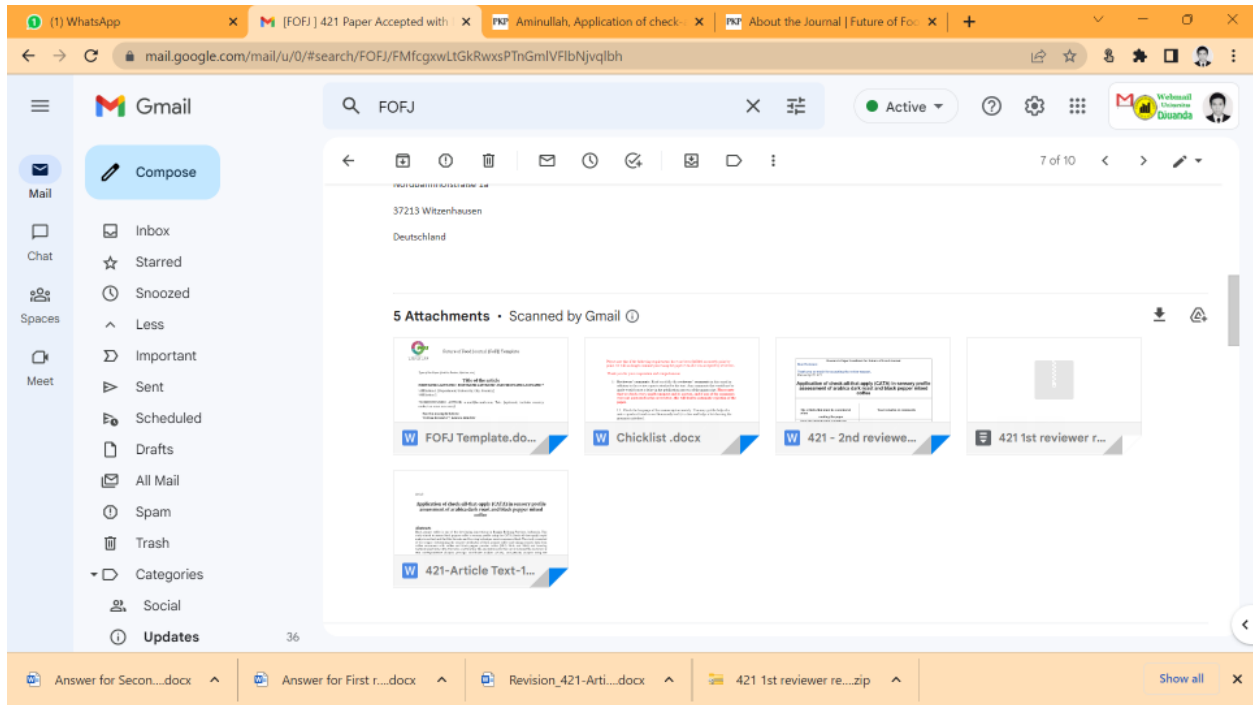 (1) WhatsApp
[FOFJ ] 421 Paper Accepted with
PKP Aminullah, Application of check-
PKP About the Journal | Future of Foo
mail.google.com/mail/u/0/#search/FOFJ/FMfcgxwLtGkRwxsPTnGmlVFlbNjvqlbh
Gmail
FOFJ
Active
Webmail
Universitas
Djuanda
Mail
Chat
Spaces
Meet
Compose
Inbox
Starred
Snoozed
Less
Important
Sent
Scheduled
Drafts
All Mail
Spam
Trash
Categories
Social
Updates 36
7 of 10
37213 Witzenhausen
Deutschland
5 Attachments • Scanned by Gmail
Title of the article
W FOFJ Template.do...
W Chicklist .docx
Application of check-all-that-apply (CATA) in sensory profile
assessment of arabica dark roast and black pepper mixed
coffee
W 421 - 2nd reviewe...
421 1st reviewer r...
Application of check-all-that-apply (CATA) in sensory profile
assessment of arabica dark roast and black pepper mixed
coffee
W 421-Article Text-1...
Answer for Secon....docx
Answer for First r....docx
Revision_421-Arti....docx
421 1st reviewer re....zip
Show all